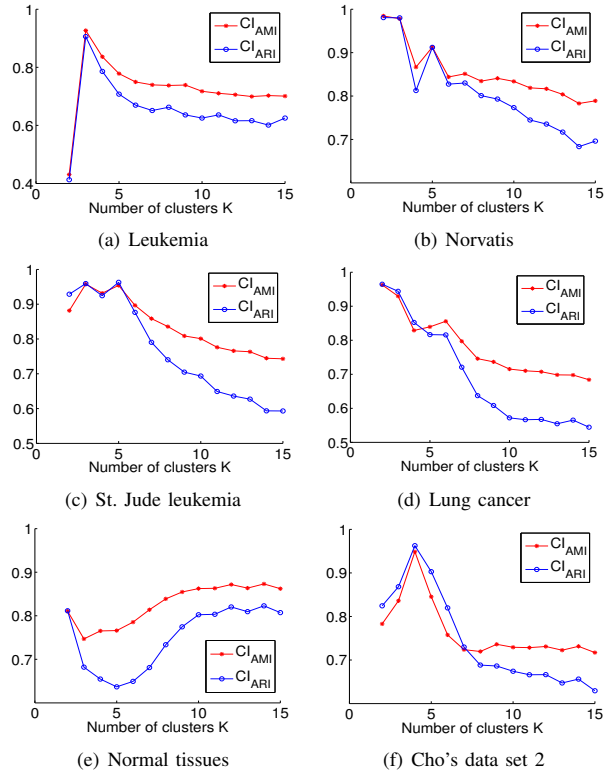 1
0.8
0.6
0.4
0
5
10
15
Number of clusters K
CI_AMI
CI_ARI
(a) Leukemia
1
0.9
0.8
0.7
0
5
10
15
Number of clusters K
CI_AMI
CI_ARI
(b) Norvatis
1
0.9
0.8
0.7
0.6
0.5
0
5
10
15
Number of clusters K
CI_AMI
CI_ARI
(c) St. Jude leukemia
1
0.9
0.8
0.7
0.6
0.5
0
5
10
15
Number of clusters K
CI_AMI
CI_ARI
(d) Lung cancer
1
0.9
0.8
0.7
0
5
10
15
Number of clusters K
CI_AMI
CI_ARI
(e) Normal tissues
1
0.9
0.8
0.7
0
5
10
15
Number of clusters K
CI_AMI
CI_ARI
(f) Cho's data set 2